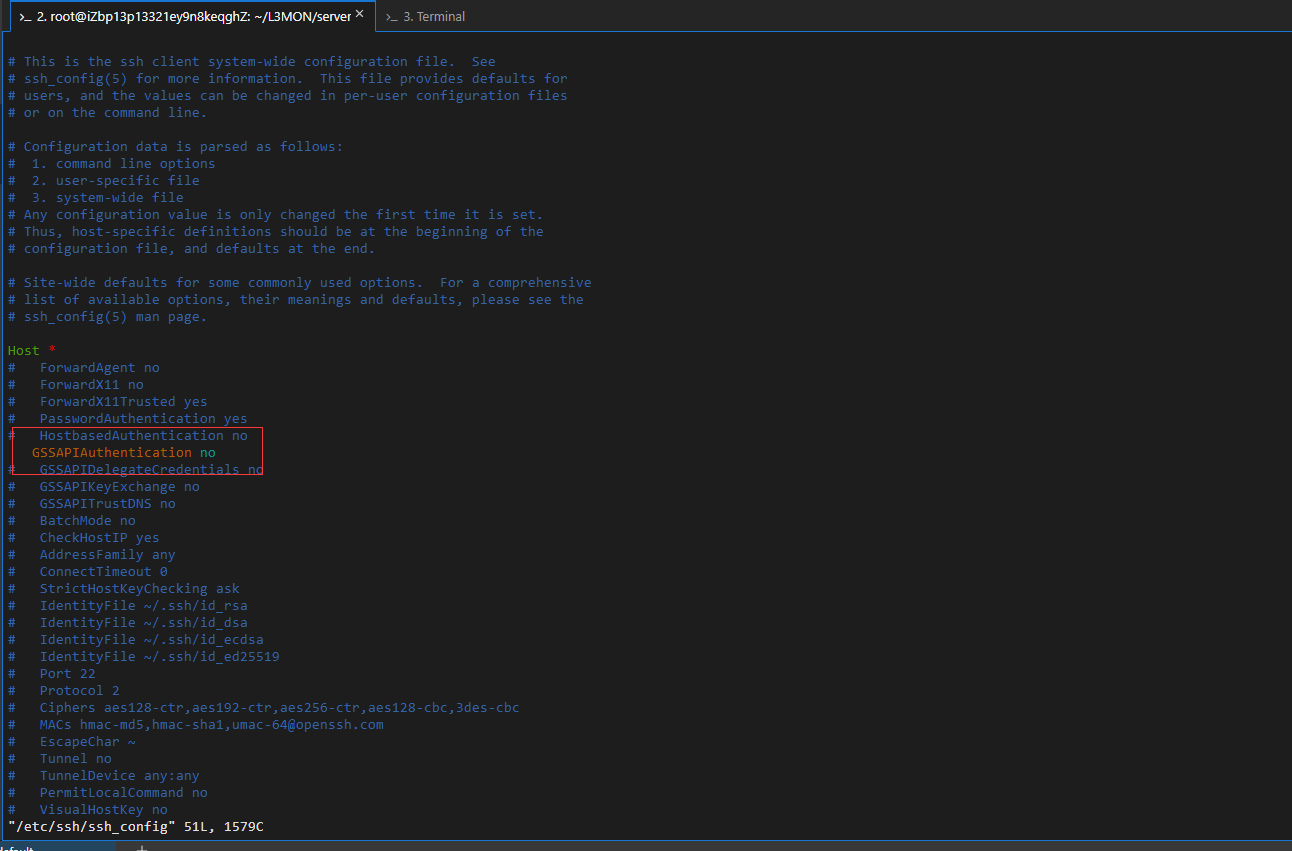 >_ 2. root@iZbp13p13321ey9n8keqghZ: ~/L3MON/server × >_ 3. Terminal
# This is the ssh client system-wide configuration file.  See
# ssh_config(5) for more information.  This file provides defaults for
# users, and the values can be changed in per-user configuration files
# or on the command line.
# Configuration data is parsed as follows:
#  1. command line options
#  2. user-specific file
#  3. system-wide file
# Any configuration value is only changed the first time it is set.
# Thus, host-specific definitions should be at the beginning of the
# configuration file, and defaults at the end.
# Site-wide defaults for some commonly used options.  For a comprehensive
# list of available options, their meanings and defaults, please see the
# ssh_config(5) man page.
Host *
#   ForwardAgent no
#   ForwardX11 no
#   ForwardX11Trusted yes
#   PasswordAuthentication yes
#   HostbasedAuthentication no
   GSSAPIAuthentication no
#   GSSAPIDelegateCredentials no
#   GSSAPIKeyExchange no
#   GSSAPITrustDNS no
#   BatchMode no
#   CheckHostIP yes
#   AddressFamily any
#   ConnectTimeout 0
#   StrictHostKeyChecking ask
#   IdentityFile ~/.ssh/id_rsa
#   IdentityFile ~/.ssh/id_dsa
#   IdentityFile ~/.ssh/id_ecdsa
#   IdentityFile ~/.ssh/id_ed25519
#   Port 22
#   Protocol 2
#   Ciphers aes128-ctr,aes192-ctr,aes256-ctr,aes128-cbc,3des-cbc
#   MACs hmac-md5,hmac-sha1,umac-64@openssh.com
#   EscapeChar ~
#   Tunnel no
#   TunnelDevice any:any
#   PermitLocalCommand no
#   VisualHostKey no
"/etc/ssh/ssh_config" 51L, 1579C